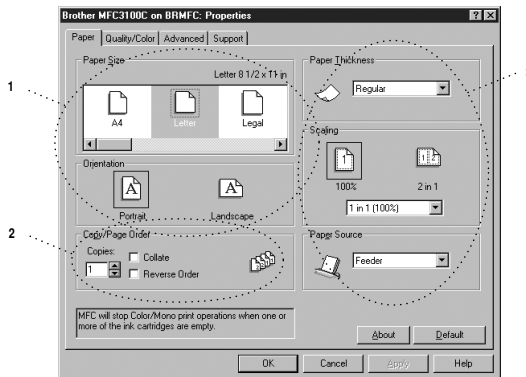 Brother MFC3100C on BRMFC: Properties
Paper
Quality/Color
Advanced
Support
Paper Size
Letter 8 1/2 x 11 in
A4
Letter
Legal
Orientation
A
Portrait
A
Landscape
Copy/Page Order
Copies:
1
Collate
Reverse Order
MFC will stop Color/Mono print operations when one or
more of the ink cartridges are empty.
Paper Thickness
Regular
Scaling
1
1 2
100%
2 in 1
1 in 1 (100%)
Paper Source
Feeder
About
Default
OK
Cancel
Apply
Help
1
2